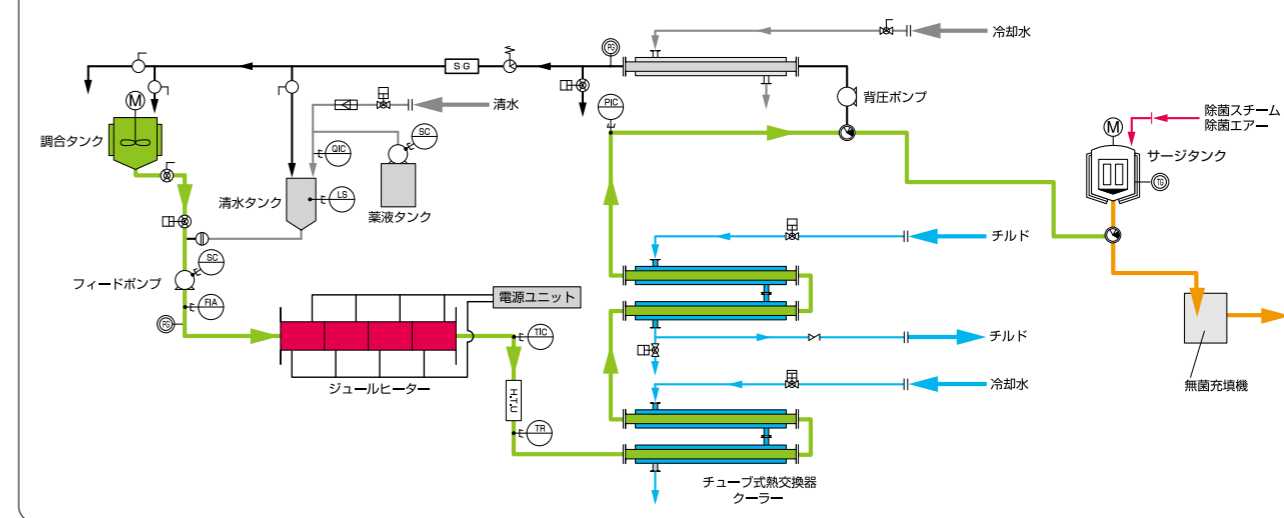 冷却水
PG
SG
背圧ポンプ
清水
PIC
除菌スチーム
除菌エアー
M
調合タンク
SC
M
サージタンク
QIC
TG
清水タンク
LS
薬液タンク
チルド
SC
フィードポンプ
電源ユニット
FIA
PG
TIC
チルド
ジュールヒーター
冷却水
無菌充填機
H.T.U
TR
チューブ式熱交換器
クーラー